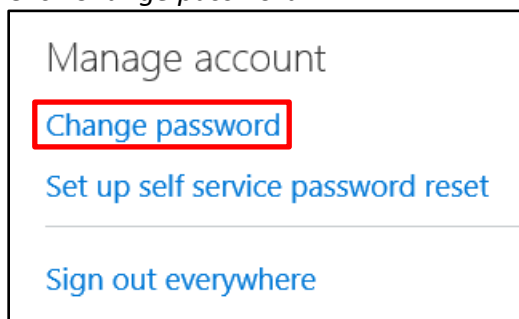 Manage account
Change password
Set up self service password reset
Sign out everywhere